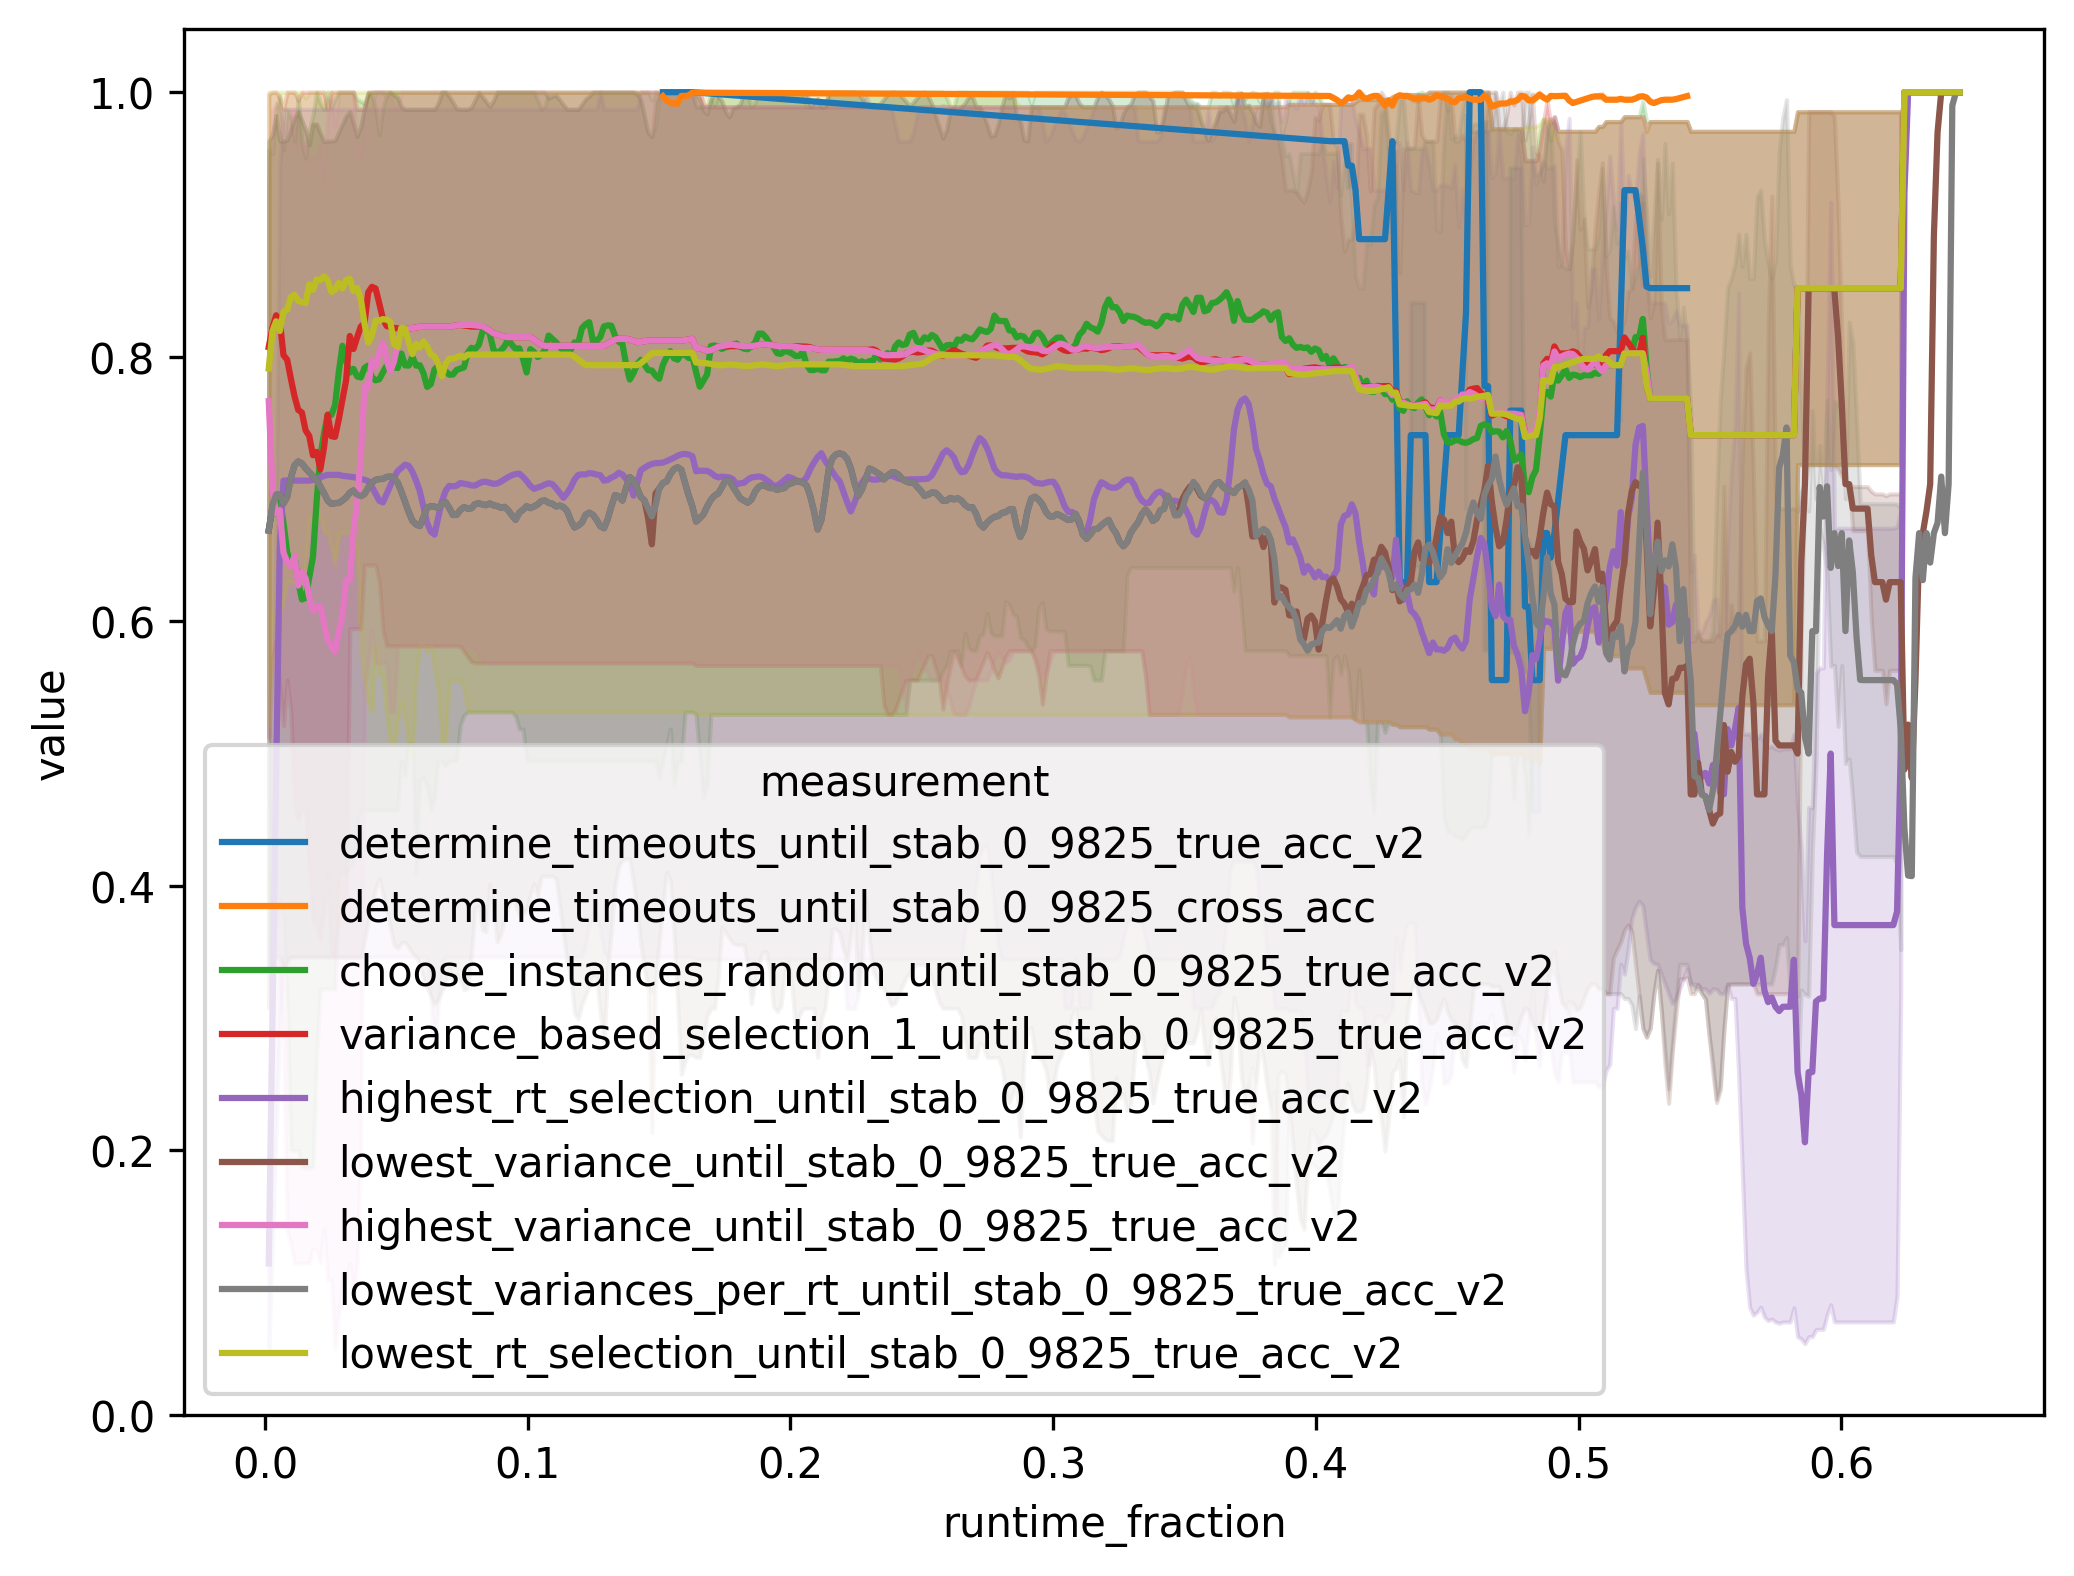 1.0
0.8
0.6
0.4
0.2
0.0
value
measurement
determine_timeouts_until_stab_0_9825_true_acc_v2
determine_timeouts_until_stab_0_9825_cross_acc
choose_instances_random_until_stab_0_9825_true_acc_v2
variance_based_selection_1_until_stab_0_9825_true_acc_v2
highest_rt_selection_until_stab_0_9825_true_acc_v2
lowest_variance_until_stab_0_9825_true_acc_v2
highest_variance_until_stab_0_9825_true_acc_v2
lowest_variances_per_rt_until_stab_0_9825_true_acc_v2
lowest_rt_selection_until_stab_0_9825_true_acc_v2
0.0 0.1 0.2 0.3 0.4 0.5 0.6
runtime_fraction